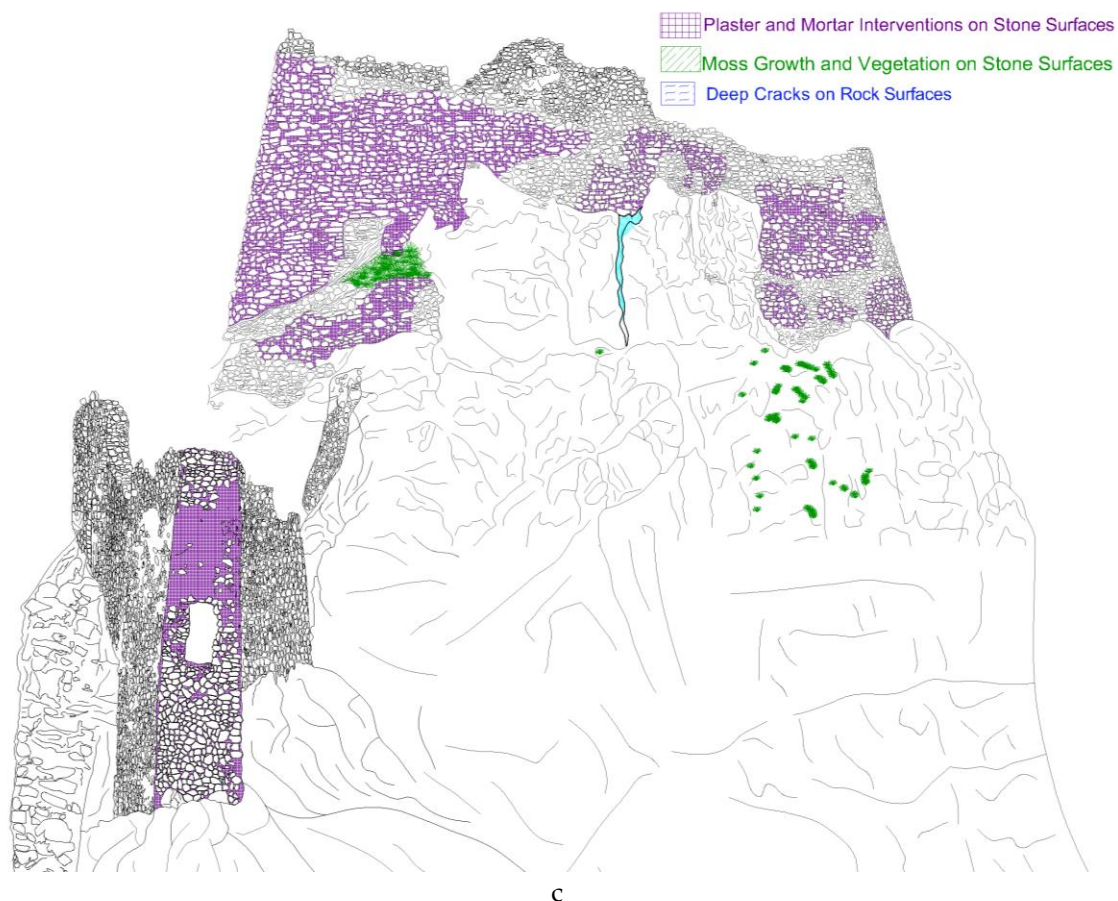 Plaster and Mortar Interventions on Stone Surfaces
Moss Growth and Vegetation on Stone Surfaces
Deep Cracks on Rock Surfaces
c